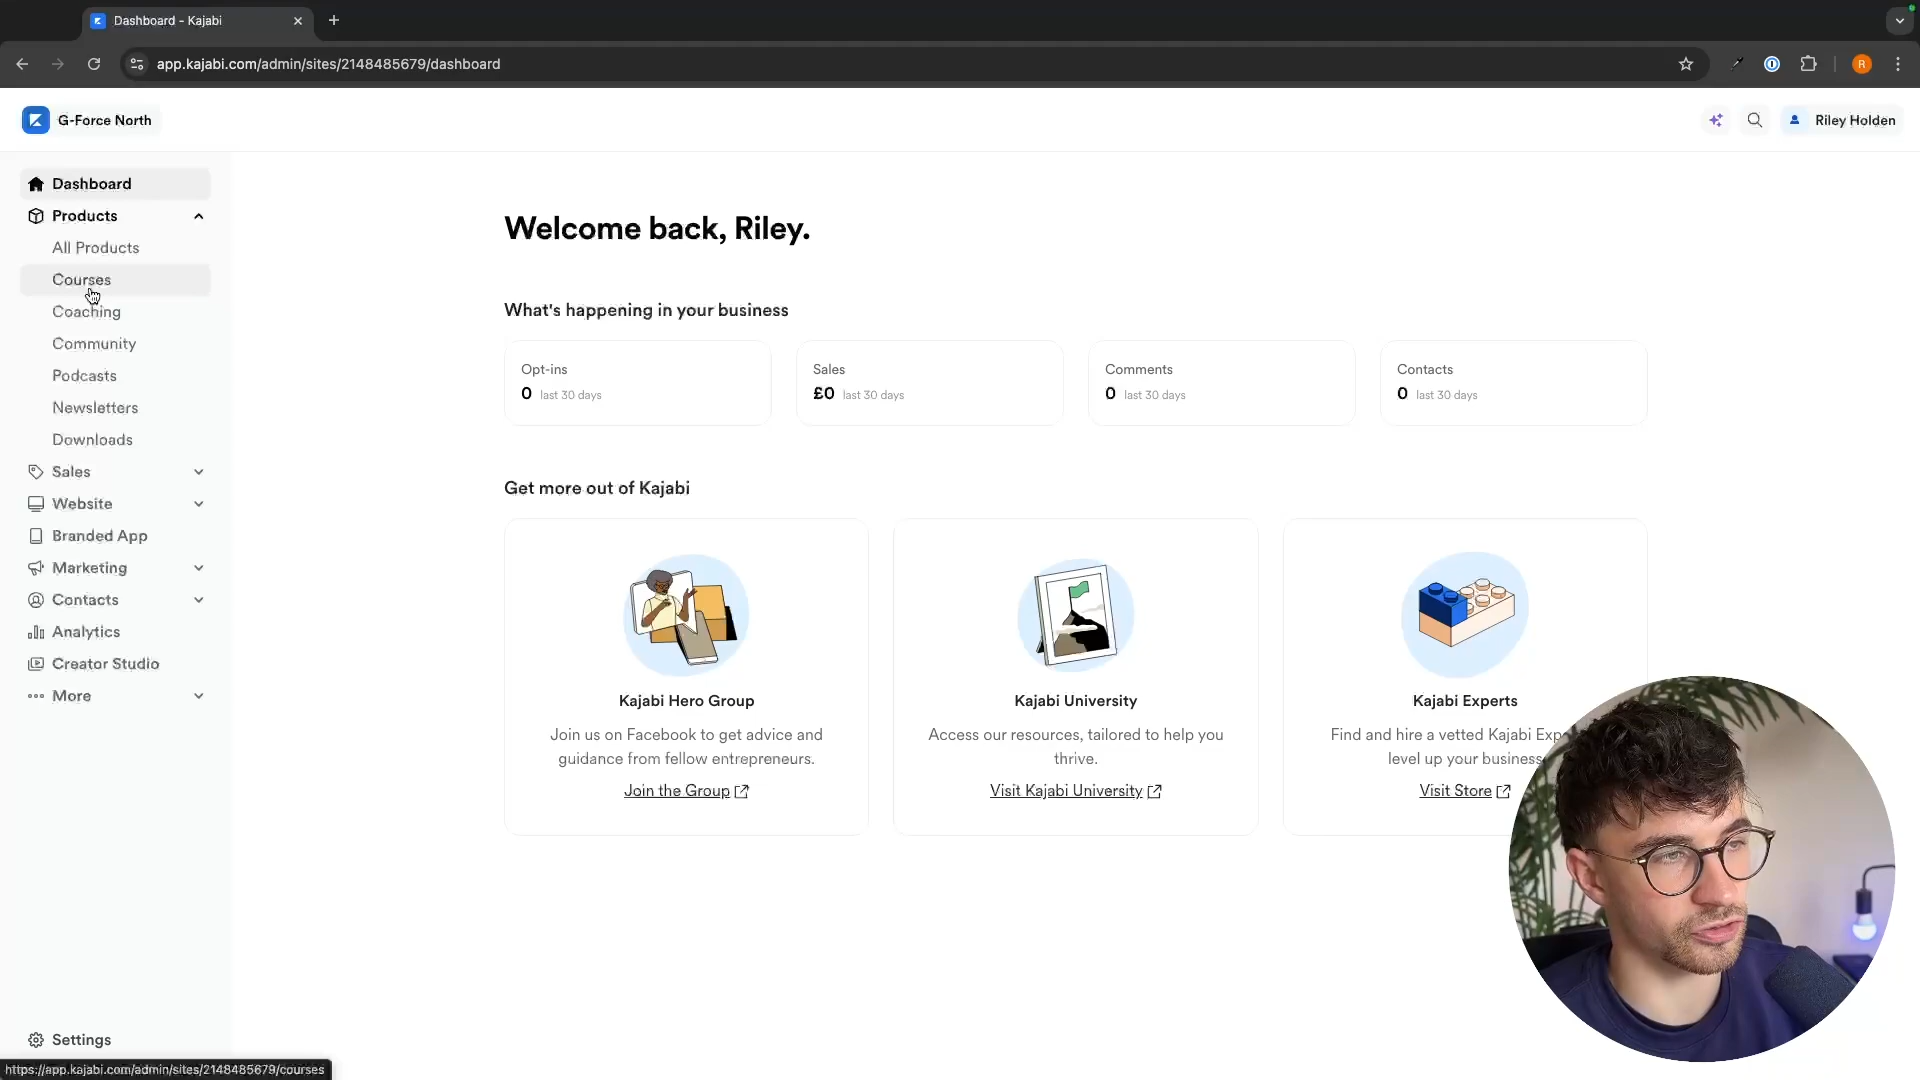 Dashboard - Kajabi
app.kajabi.com/admin/sites/2148485679/dashboard
R
G-Force North
Riley Holden
Dashboard
Products
All Products
Courses
Coaching
Community
Podcasts
Newsletters
Downloads
Sales
Website
Branded App
Marketing
Contacts
Analytics
Creator Studio
More
Settings
https://app.kajabi.com/admin/sites/2148485679/courses
Welcome back, Riley.
What's happening in your business
Opt-ins
0 last 30 days
Sales
£0 last 30 days
Comments
0 last 30 days
Contacts
0 last 30 days
Get more out of Kajabi
Kajabi Hero Group
Join us on Facebook to get advice and
guidance from fellow entrepreneurs.
Join the Group
Kajabi University
Access our resources, tailored to help you
thrive.
Visit Kajabi University
Kajabi Experts
Find and hire a vetted Kajabi
level up your business
Visit Store